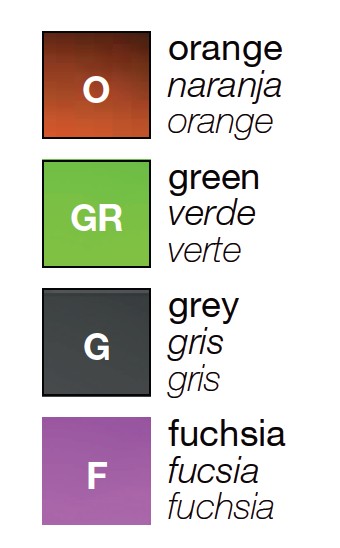 O
orange
naranja
orange
GR
green
verde
verte
G
grey
gris
gris
F
fuchsia
fucsia
fuchsia